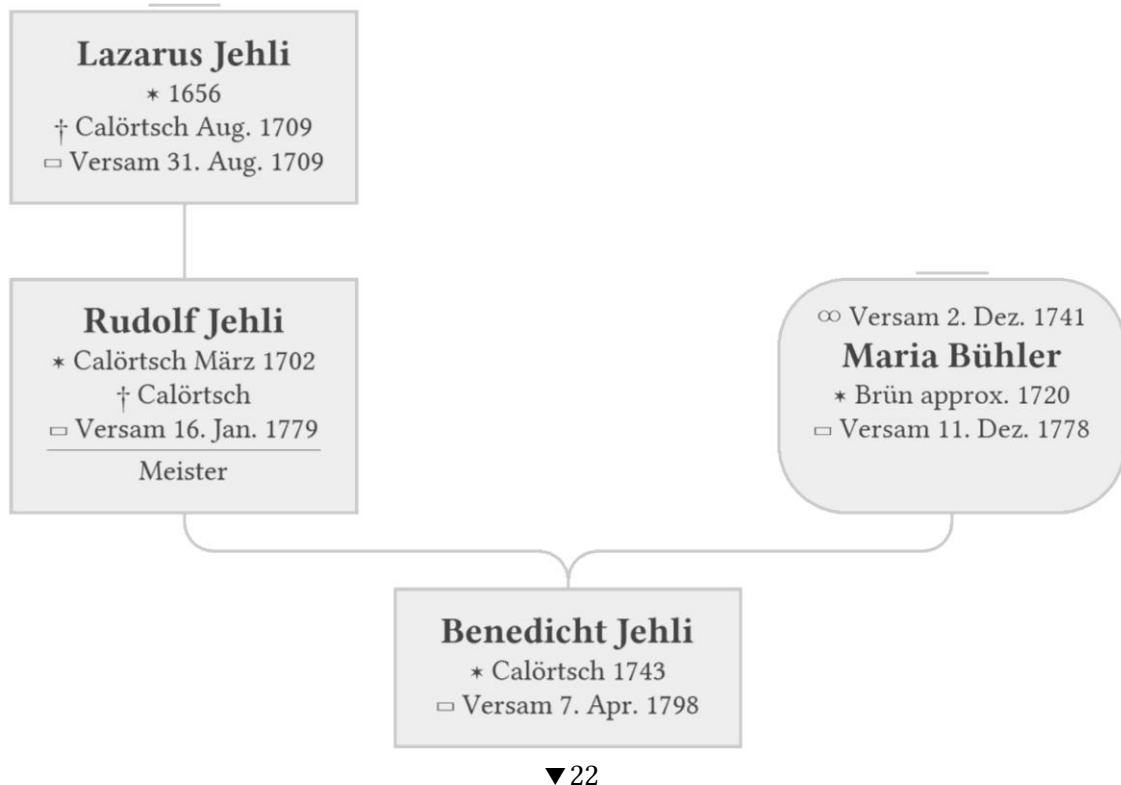 Lazarus Jehli
✶ 1656
† Calörtsch Aug. 1709
▭ Versam 31. Aug. 1709
Rudolf Jehli
✶ Calörtsch März 1702
† Calörtsch
▭ Versam 16. Jan. 1779
Meister
⚭ Versam 2. Dez. 1741
Maria Bühler
✶ Brün approx. 1720
▭ Versam 11. Dez. 1778
Benedicht Jehli
✶ Calörtsch 1743
▭ Versam 7. Apr. 1798
▼22